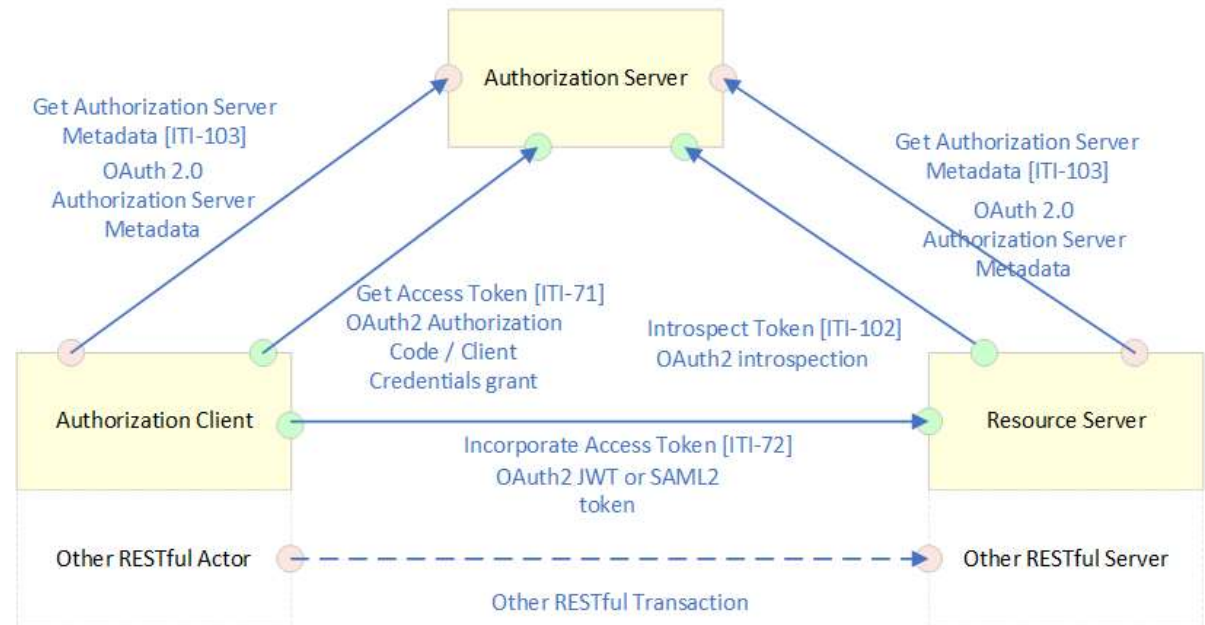 Authorization Server
Get Authorization Server
Metadata [ITI-103]
OAuth 2.0
Authorization Server
Metadata
Get Authorization Server
Metadata [ITI-103]
OAuth 2.0
Authorization Server
Metadata
Get Access Token [ITI-71]
OAuth2 Authorization
Code / Client
Credentials grant
Introspect Token [ITI-102]
OAuth2 introspection
Authorization Client
Resource Server
Incorporate Access Token [ITI-72]
OAuth2 JWT or SAML2
token
Other RESTful Actor
Other RESTful Server
Other RESTful Transaction